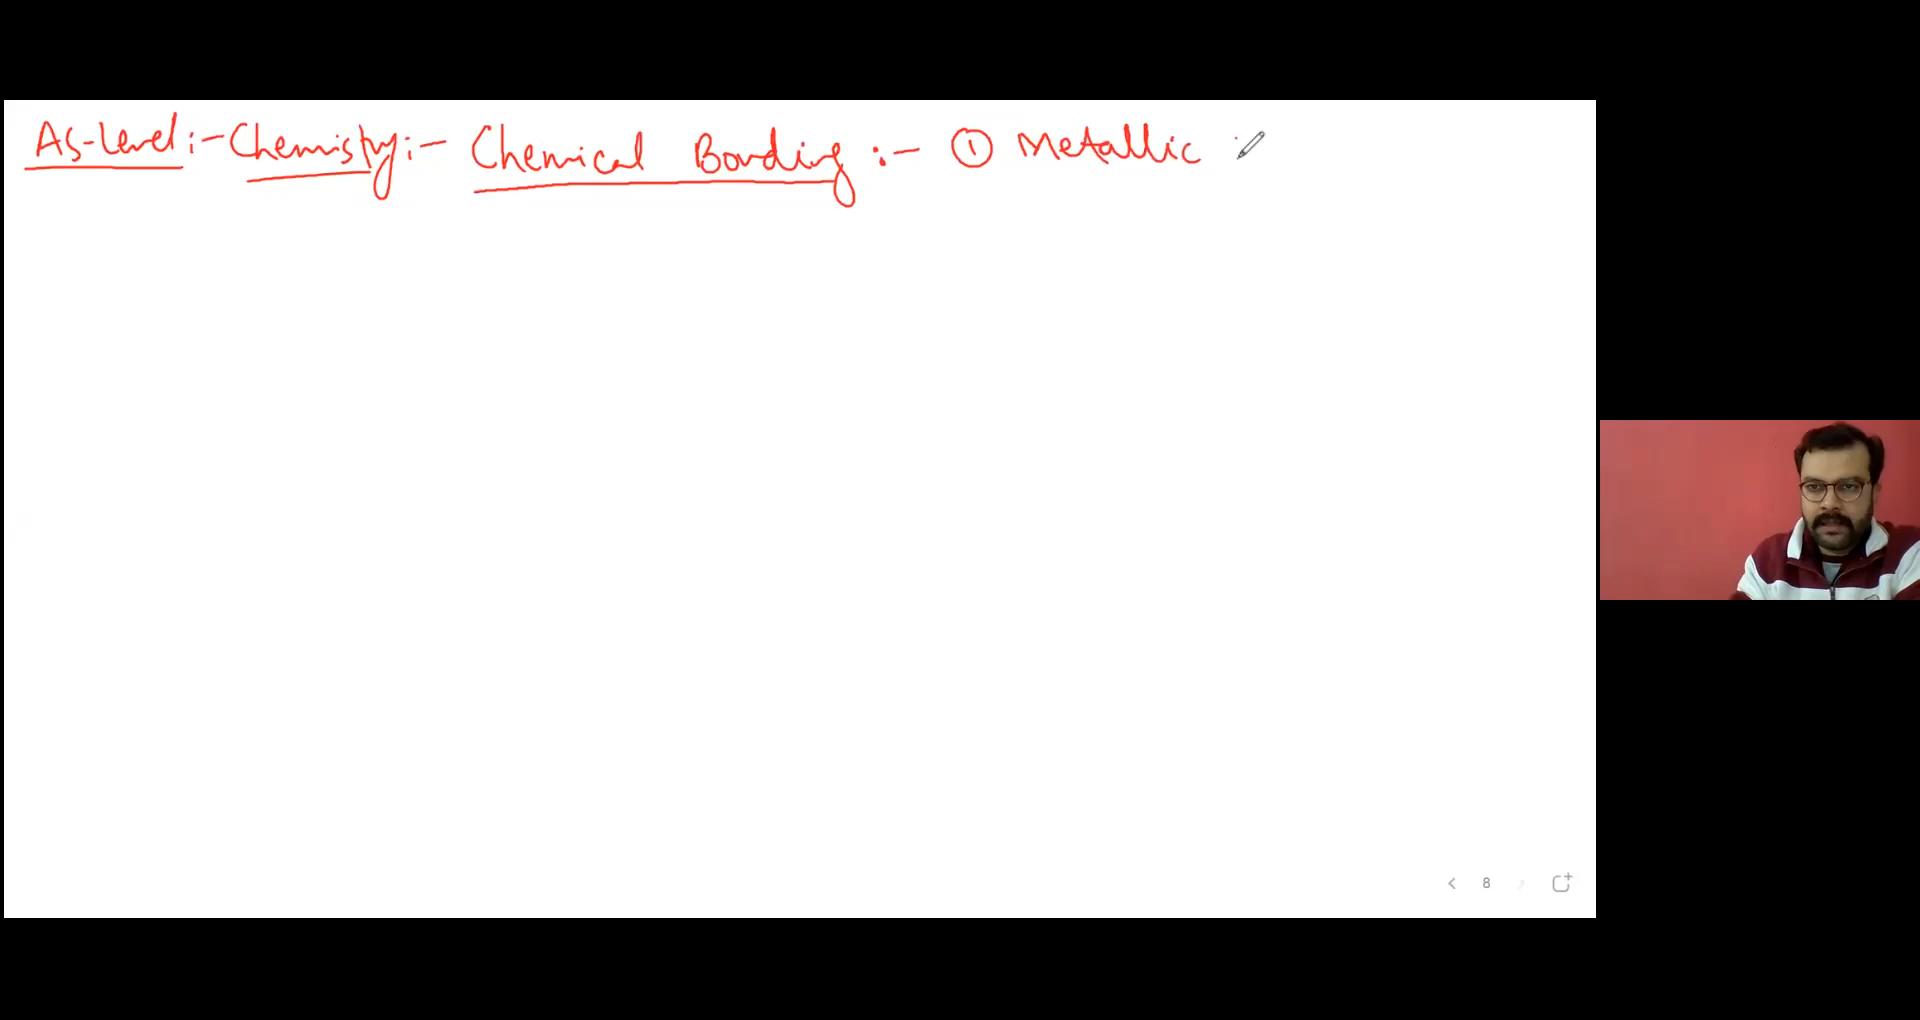 As-Level:- Chemistry:- Chemical Bonding :- ① Metallic
8